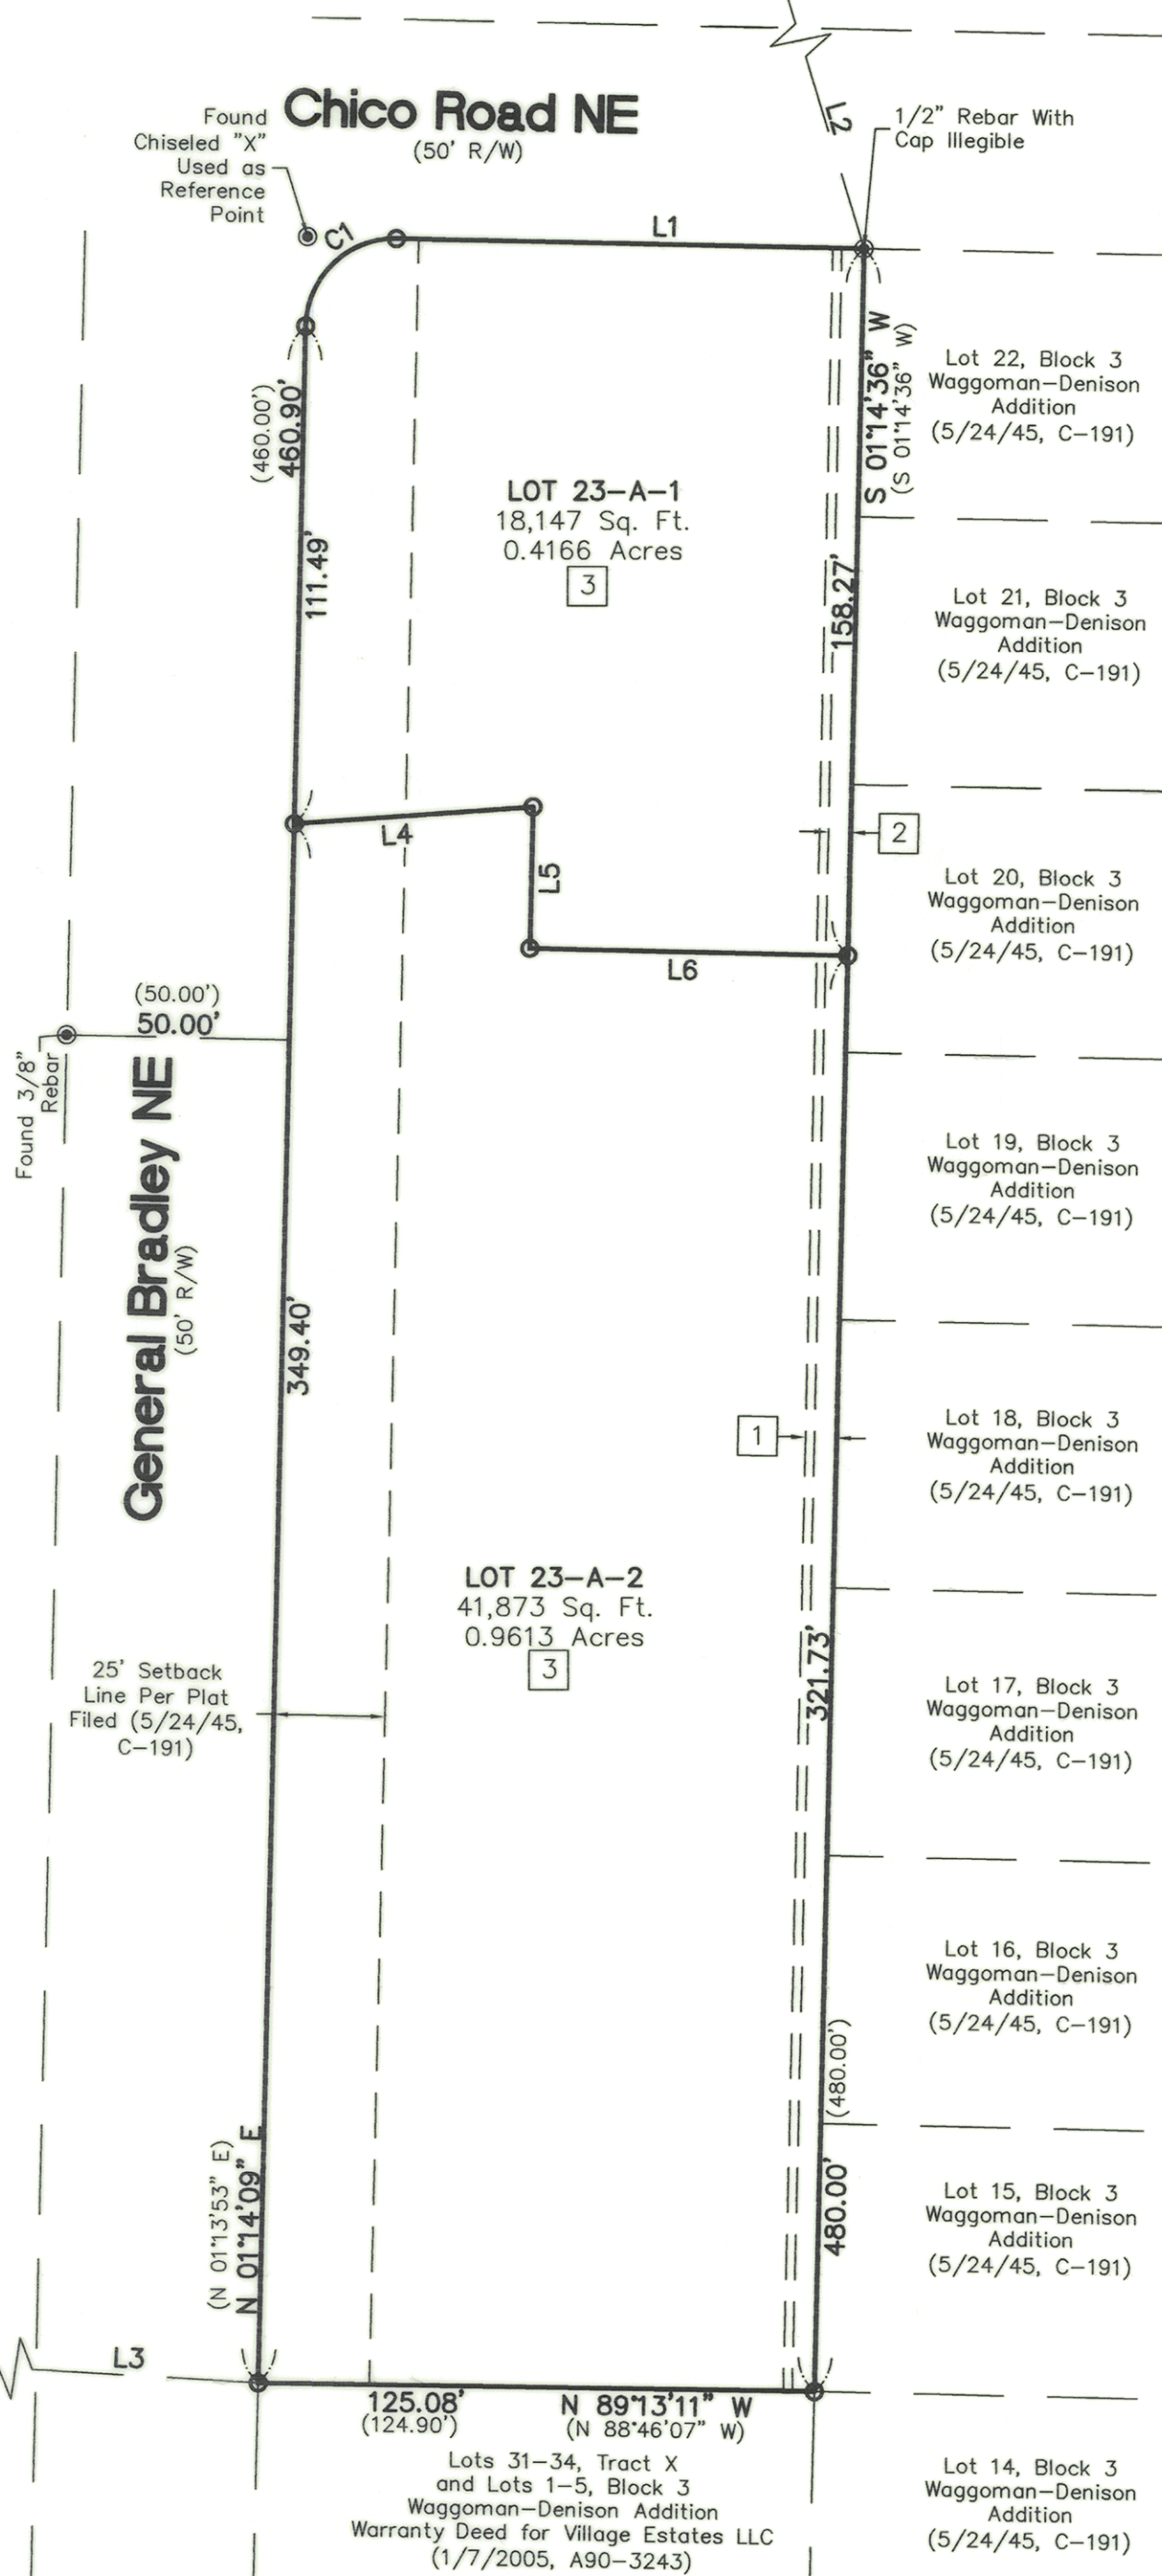 Chico Road NE
(50' R/W)
Found
Chiseled "X"
Used as
Reference
Point
C1
L1
L2
1/2" Rebar With
Cap Illegible
(460.00')
460.90'
111.49'
LOT 23-A-1
18,147 Sq. Ft.
0.4166 Acres
3
S 01°14'36" W
(S 01°14'36" W)
158.27'
Lot 22, Block 3
Waggoman-Denison
Addition
(5/24/45, C-191)
Lot 21, Block 3
Waggoman-Denison
Addition
(5/24/45, C-191)
L4
L5
L6
2
Lot 20, Block 3
Waggoman-Denison
Addition
(5/24/45, C-191)
(50.00')
50.00'
Found 3/8"
Rebar
General Bradley NE
(50' R/W)
349.40'
Lot 19, Block 3
Waggoman-Denison
Addition
(5/24/45, C-191)
1
Lot 18, Block 3
Waggoman-Denison
Addition
(5/24/45, C-191)
LOT 23-A-2
41,873 Sq. Ft.
0.9613 Acres
3
321.73'
25' Setback
Line Per Plat
Filed (5/24/45,
C-191)
Lot 17, Block 3
Waggoman-Denison
Addition
(5/24/45, C-191)
Lot 16, Block 3
Waggoman-Denison
Addition
(5/24/45, C-191)
(480.00')
480.00'
(N 01°13'53" E)
N 01°14'09" E
Lot 15, Block 3
Waggoman-Denison
Addition
(5/24/45, C-191)
L3
125.08'
(124.90')
N 89°13'11" W
(N 88°46'07" W)
Lots 31-34, Tract X
and Lots 1-5, Block 3
Waggoman-Denison Addition
Warranty Deed for Village Estates LLC
(1/7/2005, A90-3243)
Lot 14, Block 3
Waggoman-Denison
Addition
(5/24/45, C-191)